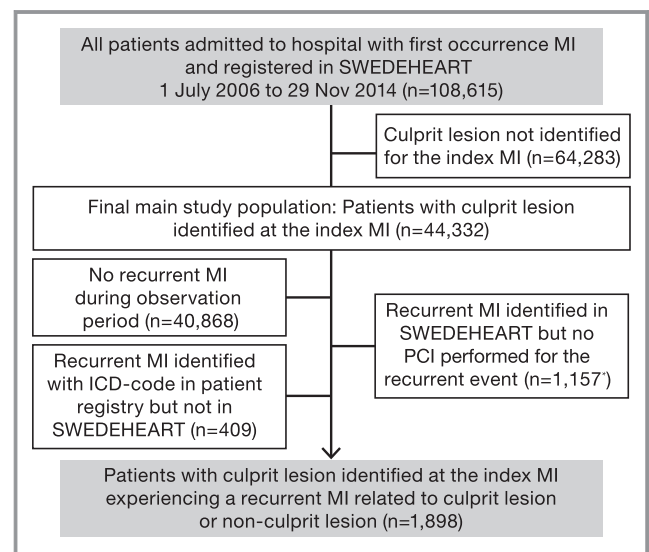 All patients admitted to hospital with first occurrence MI
and registered in SWEDEHEART
1 July 2006 to 29 Nov 2014 (n=108,615)
Culprit lesion not identified
for the index MI (n=64,283)
Final main study population: Patients with culprit lesion
identified at the index MI (n=44,332)
No recurrent MI
during observation
period (n=40,868)
Recurrent MI identified in
SWEDEHEART but no
PCI performed for the
recurrent event (n=1,157*)
Recurrent MI identified
with ICD-code in patient
registry but not in
SWEDEHEART (n=409)
Patients with culprit lesion identified at the index MI
experiencing a recurrent MI related to culprit lesion
or non-culprit lesion (n=1,898)